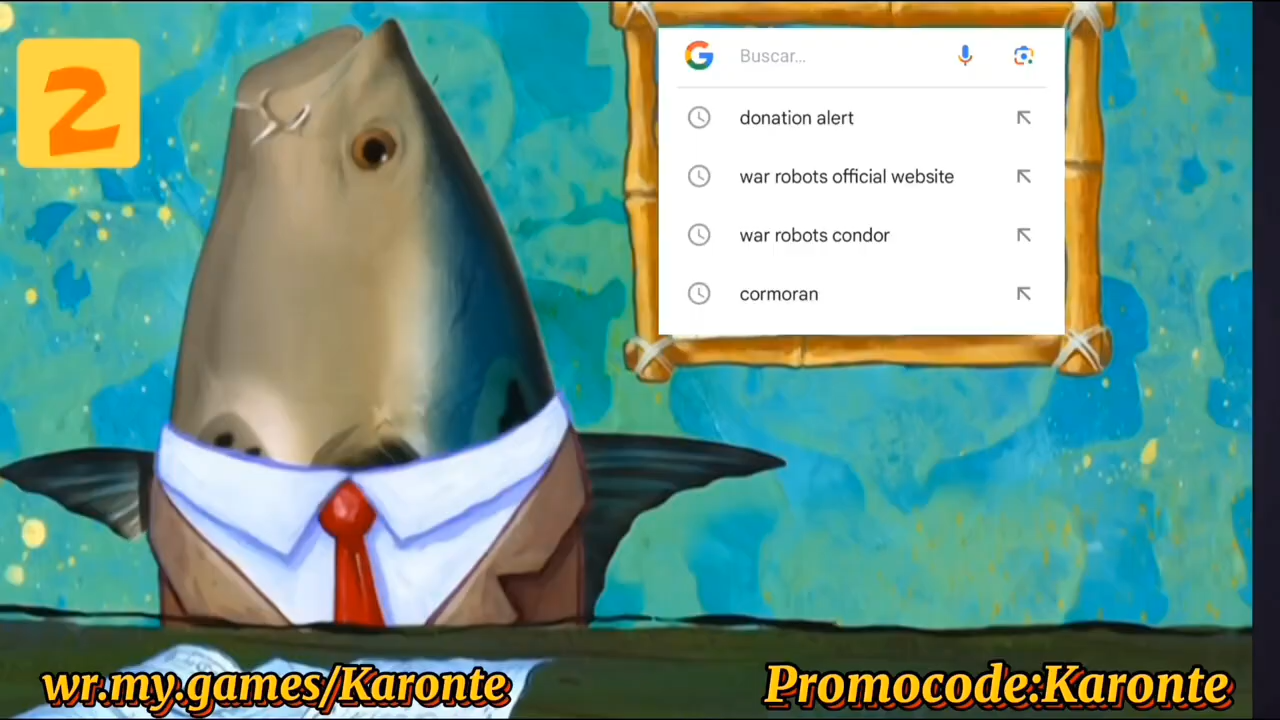 2
Buscar...
donation alert
war robots official website
war robots condor
cormoran
wr.my.games/Karonte
Promocode:Karonte